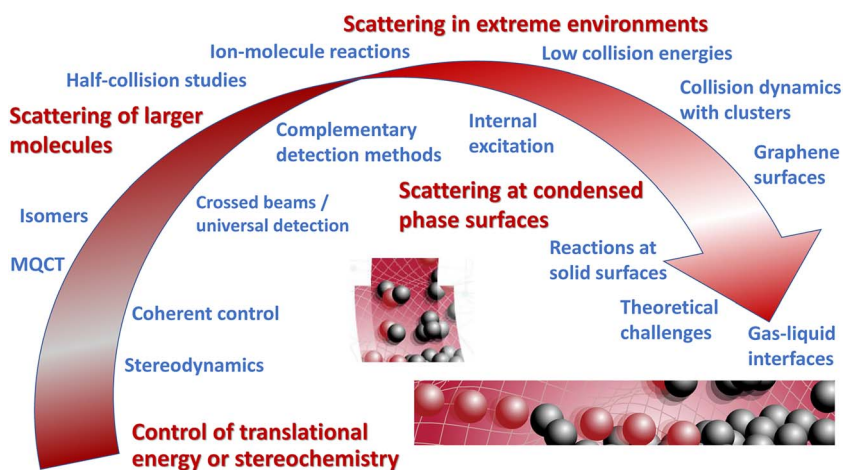 Scattering in extreme environments
Ion-molecule reactions
Low collision energies
Half-collision studies
Collision dynamics
with clusters
Scattering of larger
molecules
Complementary
detection methods
Internal
excitation
Graphene
surfaces
Scattering at condensed
phase surfaces
Crossed beams /
universal detection
Isomers
Reactions at
solid surfaces
MQCT
Coherent control
Theoretical
challenges
Gas-liquid
interfaces
Stereodynamics
Control of translational
energy or stereochemistry